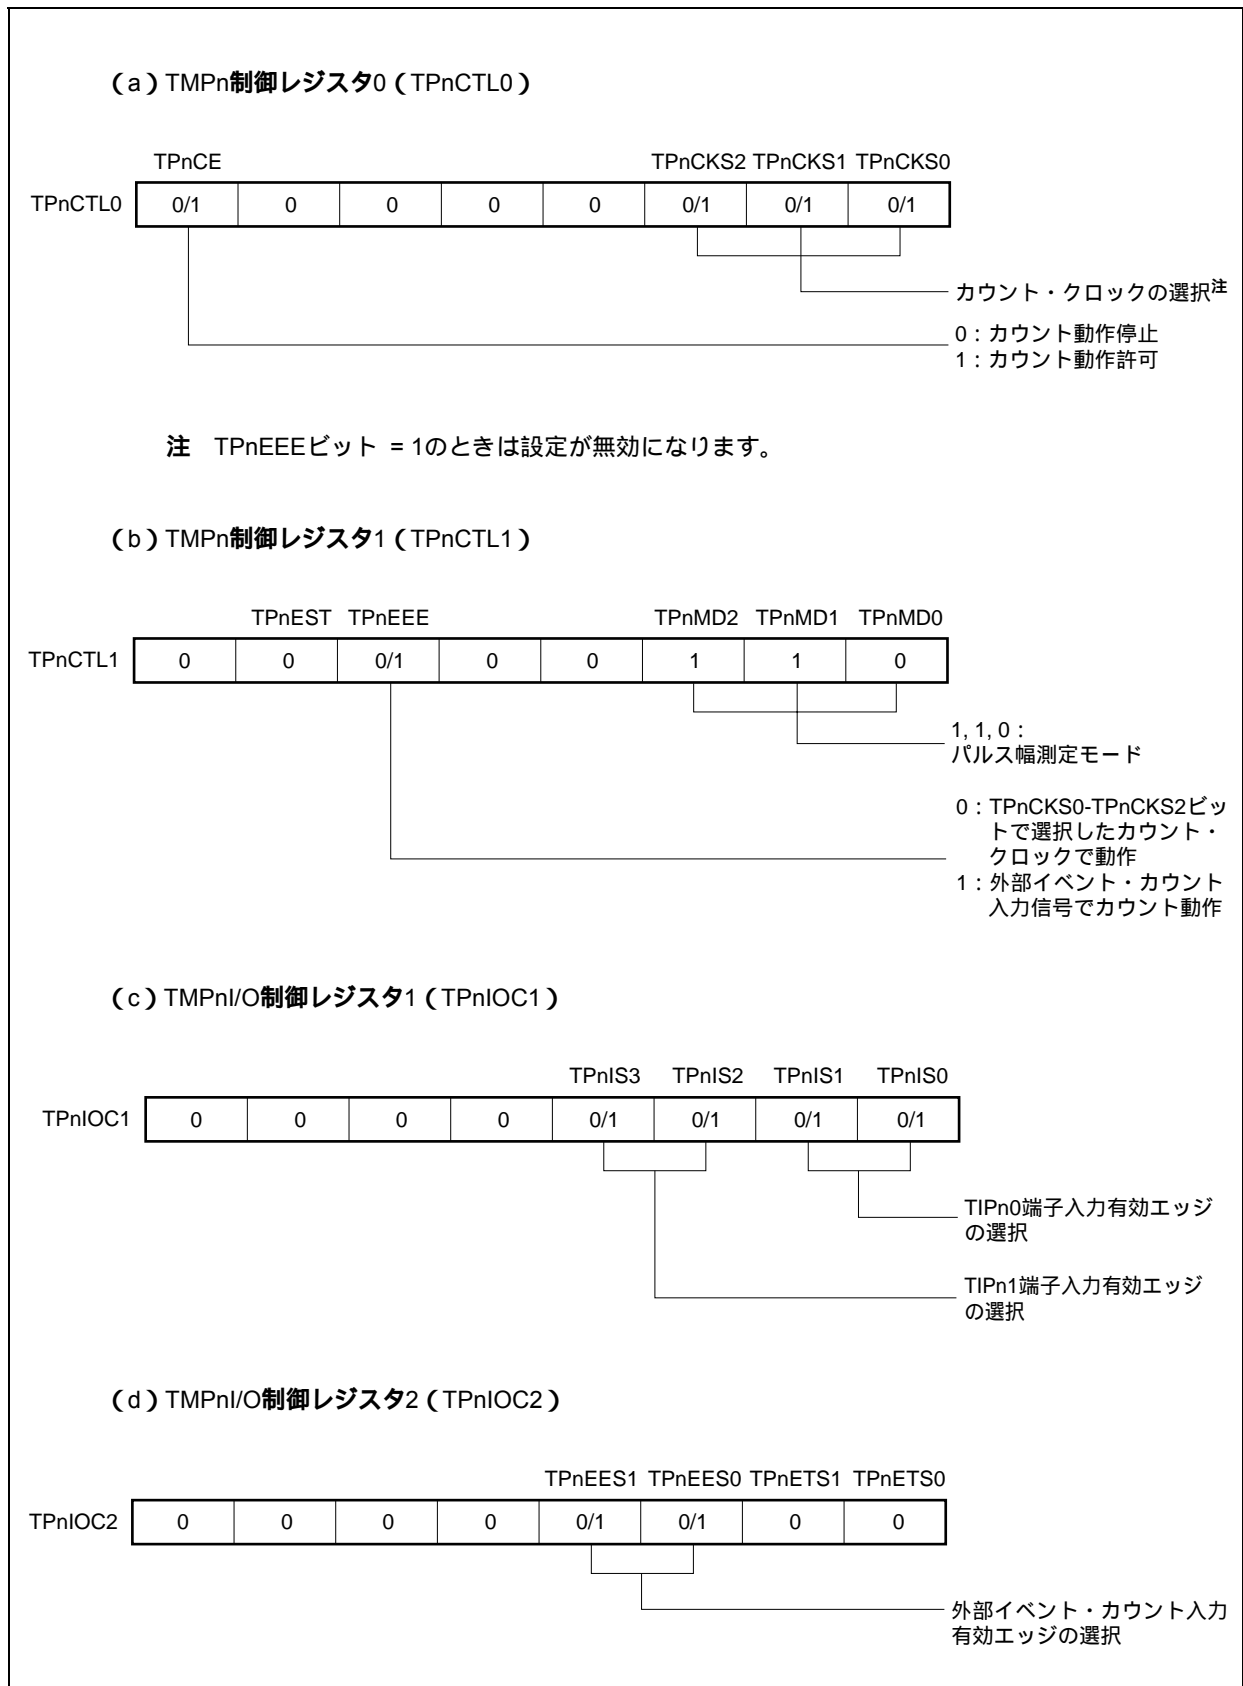 （a）TMPn制御レジスタ0（TPnCTL0）
TPnCE TPnCKS2 TPnCKS1 TPnCKS0
TPnCTL0 0/1 0 0 0 0 0/1 0/1 0/1
カウント・クロックの選択注
0：カウント動作停止
1：カウント動作許可
注 TPnEEEビット = 1のときは設定が無効になります。
（b）TMPn制御レジスタ1（TPnCTL1）
TPnEST TPnEEE TPnMD2 TPnMD1 TPnMD0
TPnCTL1 0 0 0/1 0 0 1 1 0
1, 1, 0：
パルス幅測定モード
0：TPnCKS0-TPnCKS2ビッ
トで選択したカウント・
クロックで動作
1：外部イベント・カウント
入力信号でカウント動作
（c）TMPnI/O制御レジスタ1（TPnIOC1）
TPnIS3 TPnIS2 TPnIS1 TPnIS0
TPnIOC1 0 0 0 0 0/1 0/1 0/1 0/1
TIPn0端子入力有効エッジ
の選択
TIPn1端子入力有効エッジ
の選択
（d）TMPnI/O制御レジスタ2（TPnIOC2）
TPnEES1 TPnEES0 TPnETS1 TPnETS0
TPnIOC2 0 0 0 0 0/1 0/1 0 0
外部イベント・カウント入力
有効エッジの選択